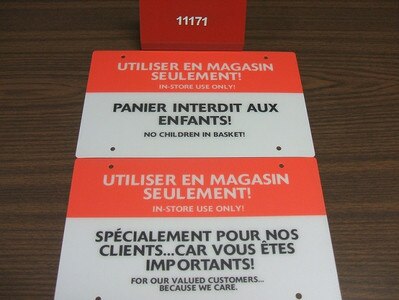 11171
UTILISER EN MAGASIN
SEULEMENT!
IN-STORE USE ONLY!
PANIER INTERDIT AUX
ENFANTS!
NO CHILDREN IN BASKET!
UTILISER EN MAGASIN
SEULEMENT!
IN-STORE USE ONLY!
SPÉCIALEMENT POUR NOS
CLIENTS...CAR VOUS ÊTES
IMPORTANTS!
FOR OUR VALUED CUSTOMERS...
BECAUSE WE CARE.